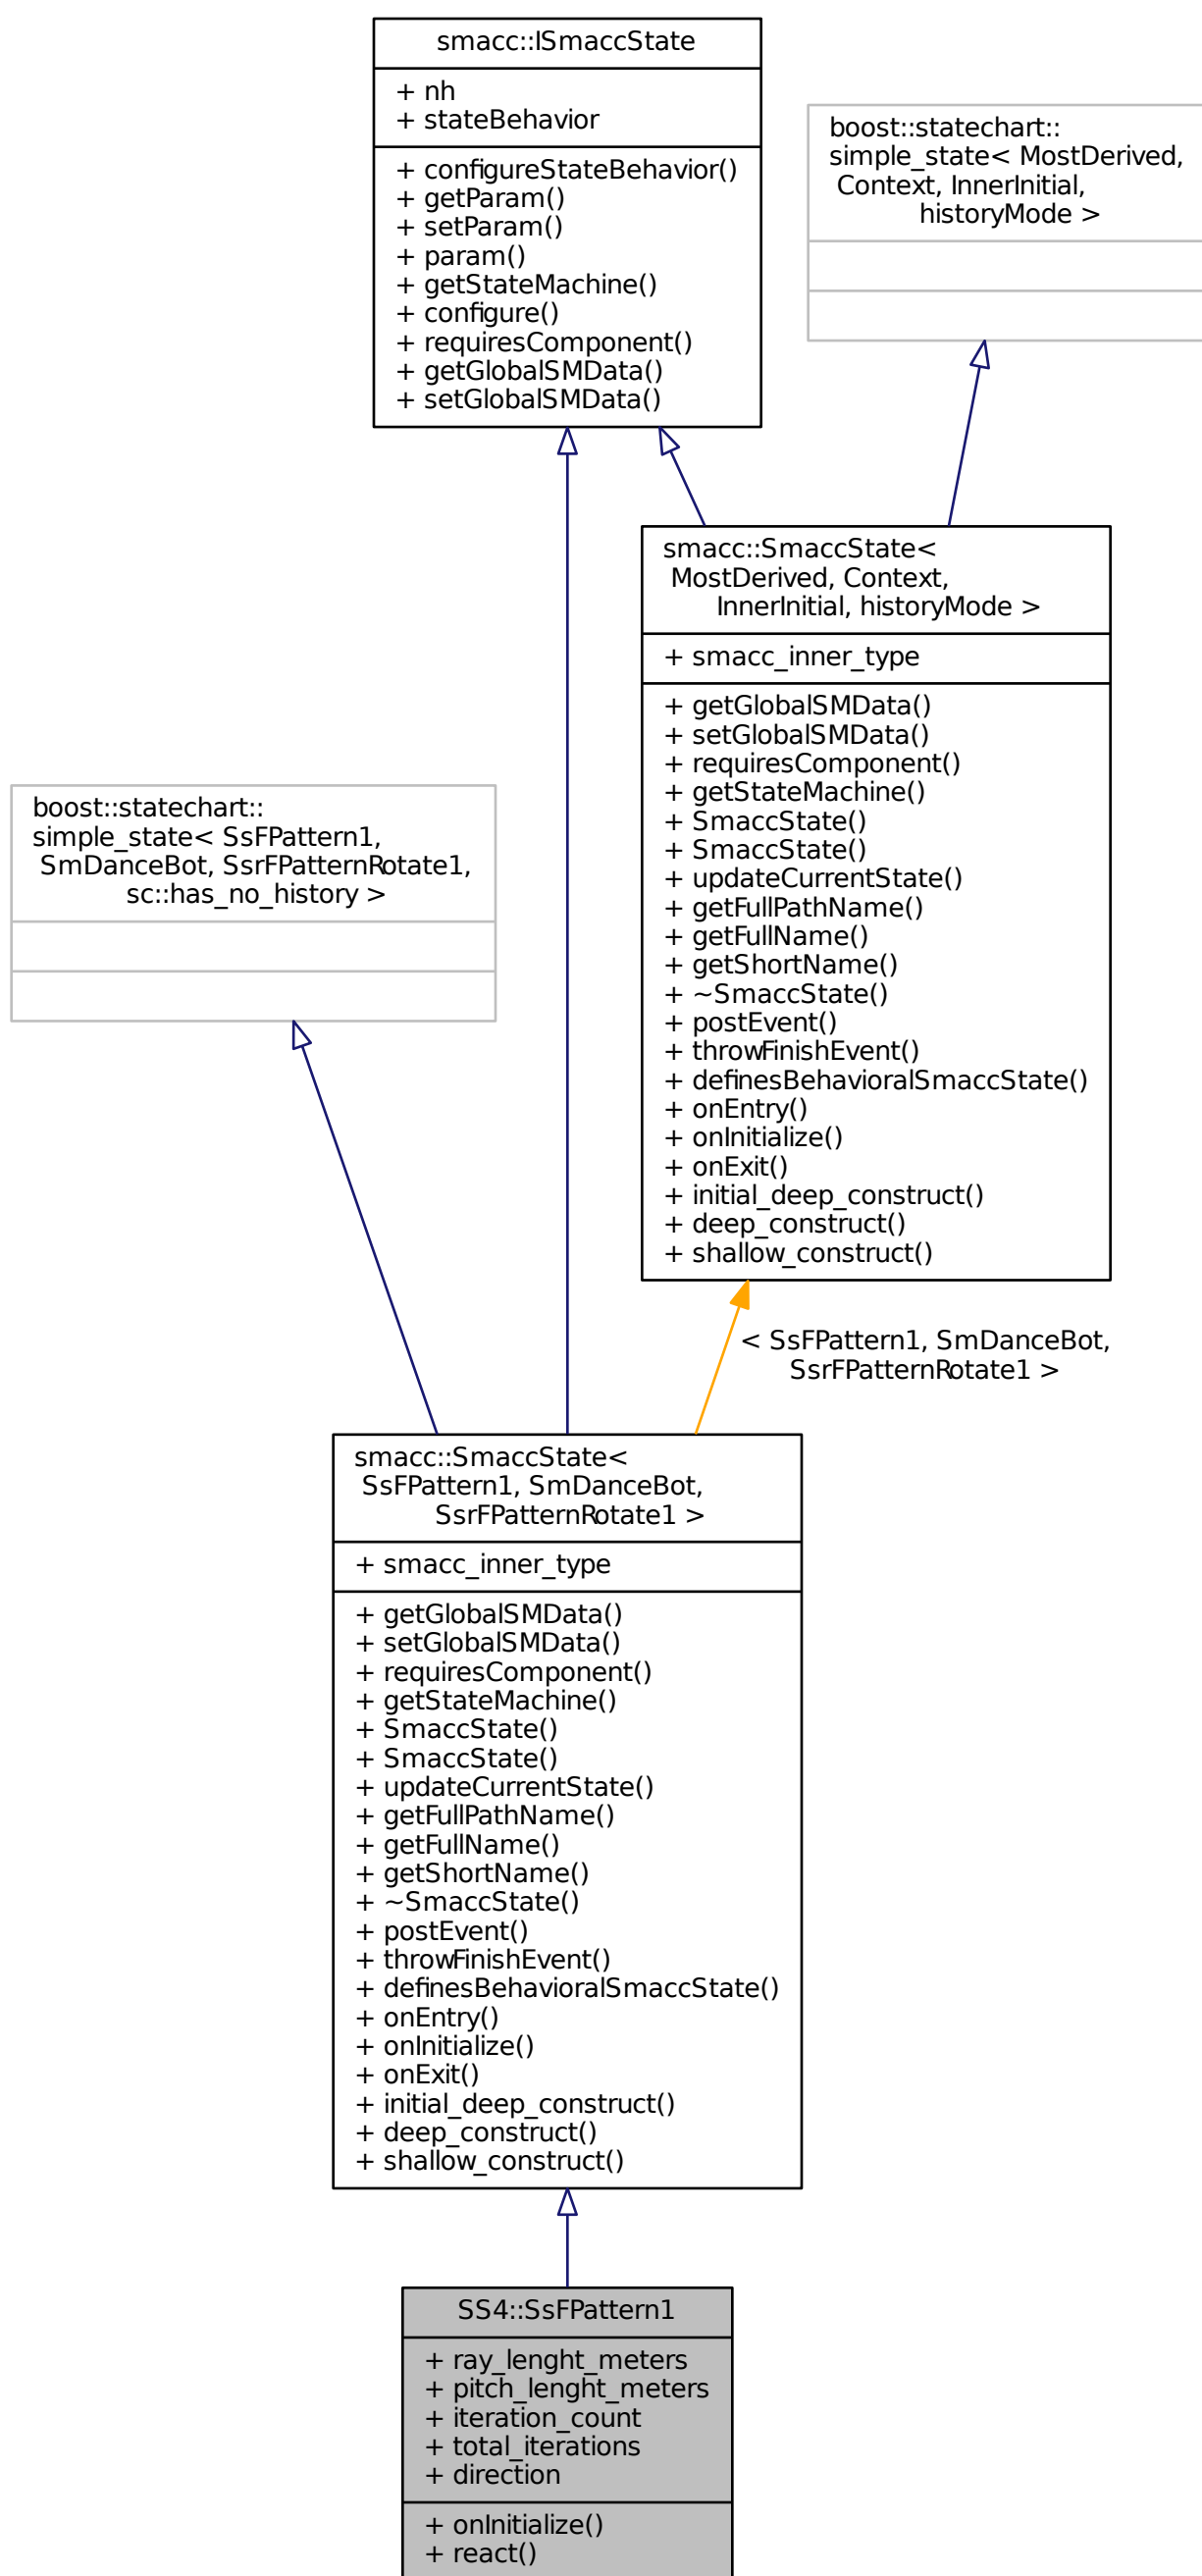 smacc::ISmaccState
+ nh
+ stateBehavior
+ configureStateBehavior()
+ getParam()
+ setParam()
+ param()
+ getStateMachine()
+ configure()
+ requiresComponent()
+ getGlobalSMData()
+ setGlobalSMData()
boost::statechart::
simple_state< MostDerived,
Context, InnerInitial,
historyMode >
smacc::SmaccState<
MostDerived, Context,
InnerInitial, historyMode >
+ smacc_inner_type
+ getGlobalSMData()
+ setGlobalSMData()
+ requiresComponent()
+ getStateMachine()
+ SmaccState()
+ SmaccState()
+ updateCurrentState()
+ getFullPathName()
+ getFullName()
+ getShortName()
+ ~SmaccState()
+ postEvent()
+ throwFinishEvent()
+ definesBehavioralSmaccState()
+ onEntry()
+ onInitialize()
+ onExit()
+ initial_deep_construct()
+ deep_construct()
+ shallow_construct()
boost::statechart::
simple_state< SsFPattern1,
SmDanceBot, SsrFPatternRotate1,
sc::has_no_history >
< SsFPattern1, SmDanceBot,
SsrFPatternRotate1 >
smacc::SmaccState<
SsFPattern1, SmDanceBot,
SsrFPatternRotate1 >
+ smacc_inner_type
+ getGlobalSMData()
+ setGlobalSMData()
+ requiresComponent()
+ getStateMachine()
+ SmaccState()
+ SmaccState()
+ updateCurrentState()
+ getFullPathName()
+ getFullName()
+ getShortName()
+ ~SmaccState()
+ postEvent()
+ throwFinishEvent()
+ definesBehavioralSmaccState()
+ onEntry()
+ onInitialize()
+ onExit()
+ initial_deep_construct()
+ deep_construct()
+ shallow_construct()
SS4::SsFPattern1
+ ray_lenght_meters
+ pitch_lenght_meters
+ iteration_count
+ total_iterations
+ direction
+ onInitialize()
+ react()